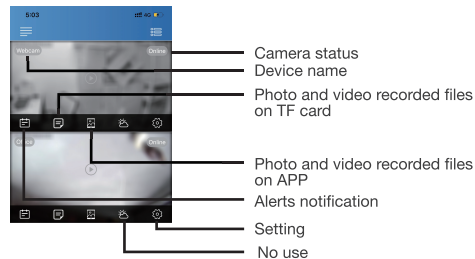 5:03
4G
Webcam
Online
Office
Online
Camera status
Device name
Photo and video recorded files
on TF card
Photo and video recorded files
on APP
Alerts notification
Setting
No use